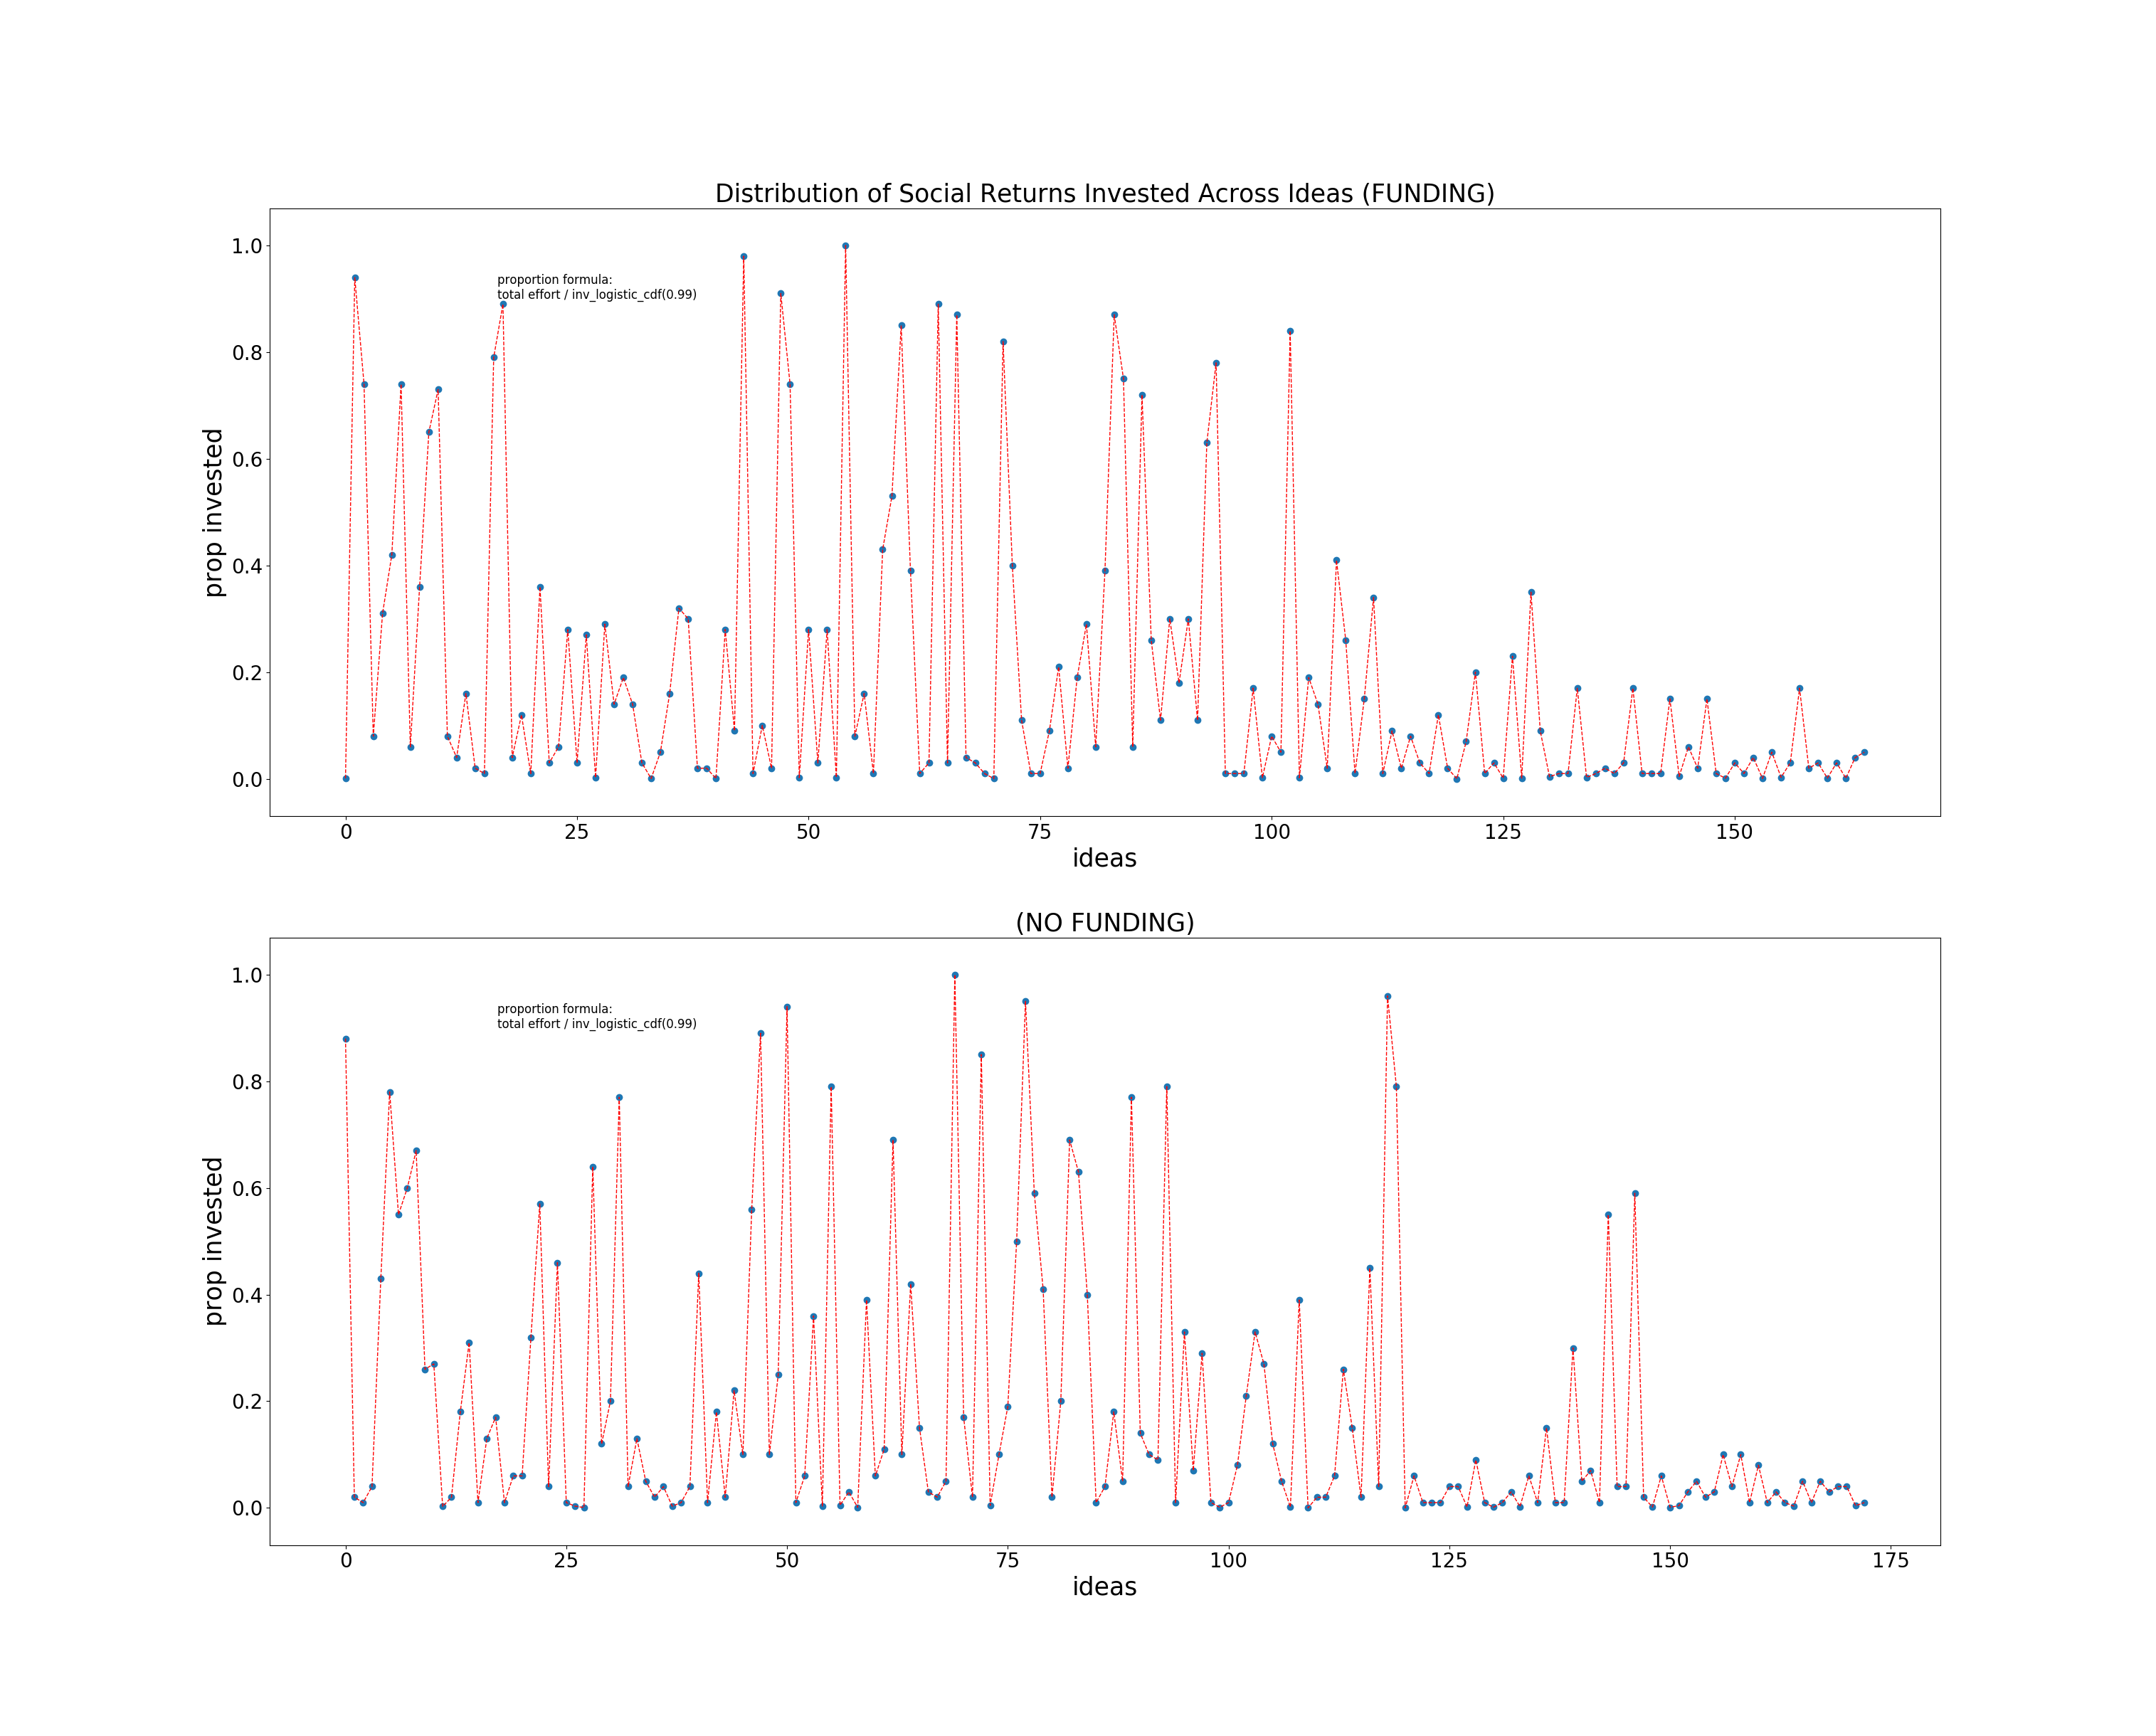 Distribution of Social Returns Invested Across Ideas (FUNDING)
1.0
proportion formula:
total effort / inv_logistic_cdf(0.99)
0.8
0.6
prop invested
0.4
0.2
0.0
0 25 50 75 100 125 150
ideas
(NO FUNDING)
1.0
proportion formula:
total effort / inv_logistic_cdf(0.99)
0.8
0.6
prop invested
0.4
0.2
0.0
0 25 50 75 100 125 150 175
ideas